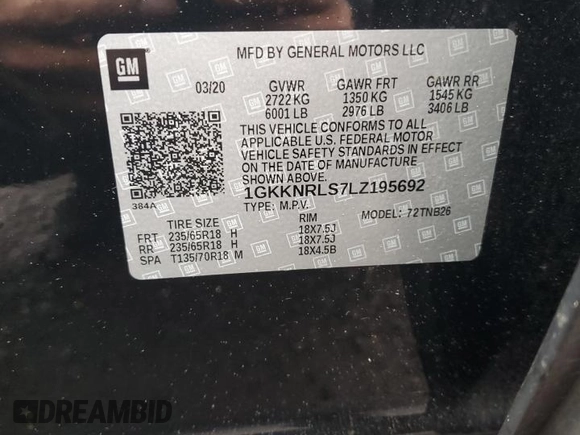 GM
MFD BY GENERAL MOTORS LLC
03/20 GVWR GAWR FRT GAWR RR
2722 KG 1350 KG 1545 KG
6001 LB 2976 LB 3406 LB
THIS VEHICLE CONFORMS TO ALL
APPLICABLE U.S. FEDERAL MOTOR
VEHICLE SAFETY STANDARDS IN EFFECT
ON THE DATE OF MANUFACTURE
SHOWN ABOVE.
1GKKNRLS7LZ195692
384A
TYPE: M.P.V. MODEL: 72TNB26
TIRE SIZE RIM
FRT 235/65R18 H 18X7.5J
RR 235/65R18 H 18X7.5J
SPA T135/70R18 M 18X4.5B
DREAMBID